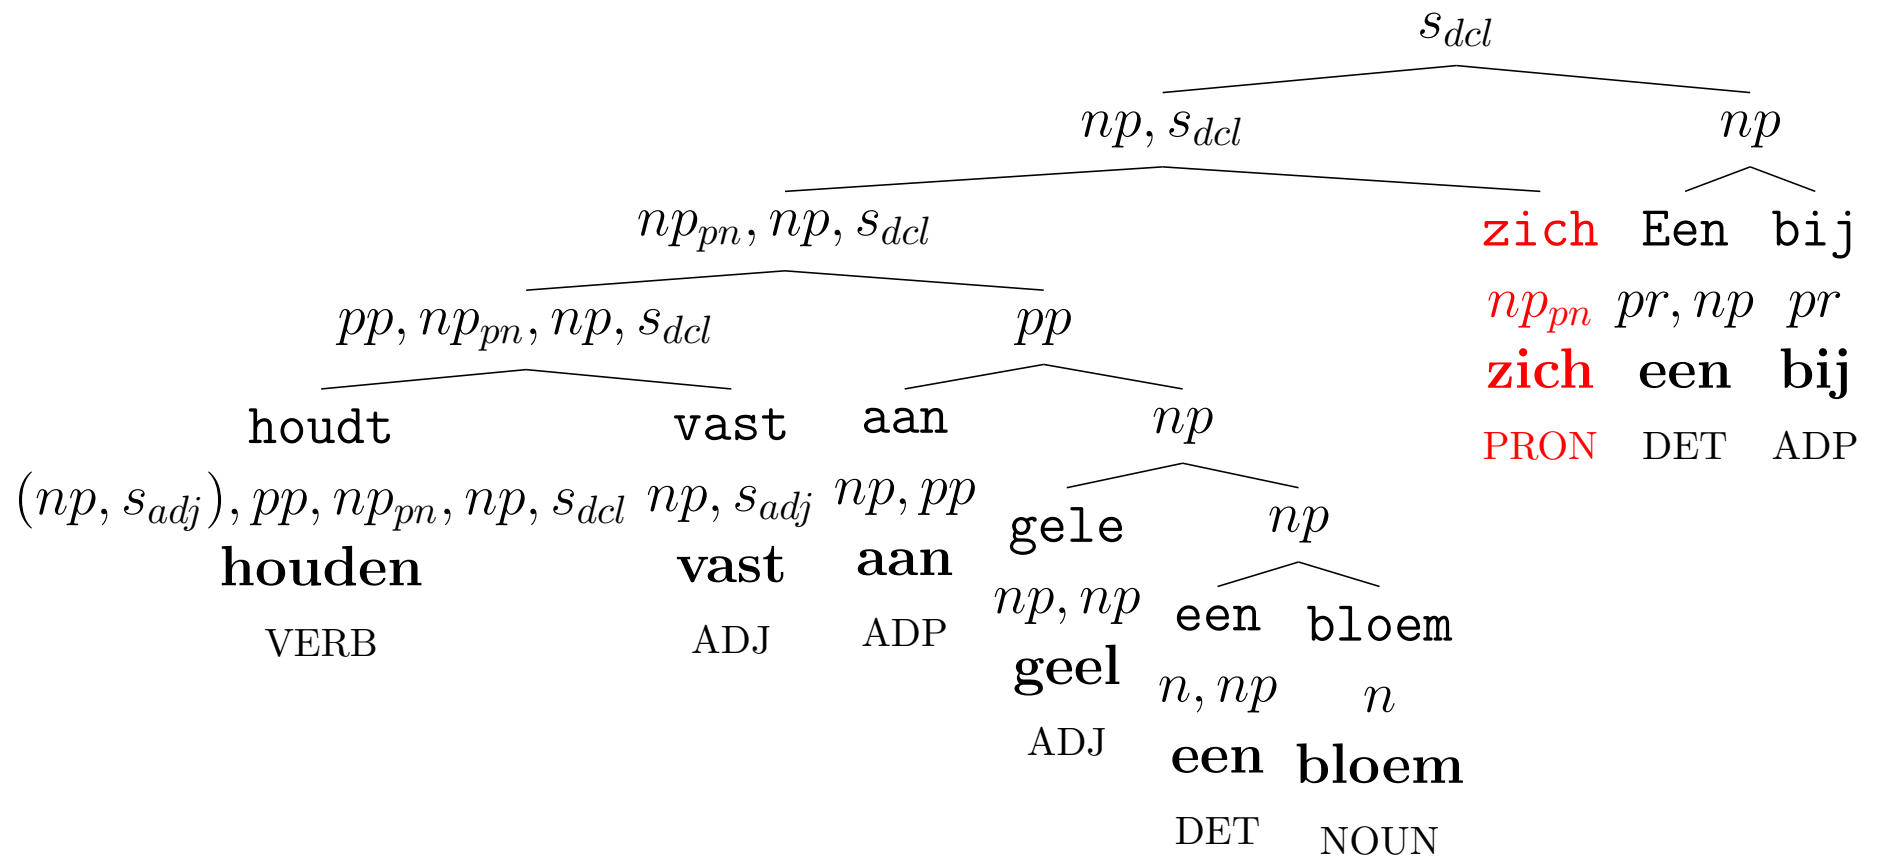 s_dcl
np, s_dcl np
np_pn, np, s_dcl zich Een bij
np_pn pr, np pr
pp, np_pn, np, s_dcl pp
zich een bij
houdt vast aan np
PRON DET ADP
(np, s_adj), pp, np_pn, np, s_dcl np, s_adj np, pp
gele np
houden vast aan
np, np een bloem
VERB ADJ ADP
geel n, np n
ADJ een bloem
DET NOUN